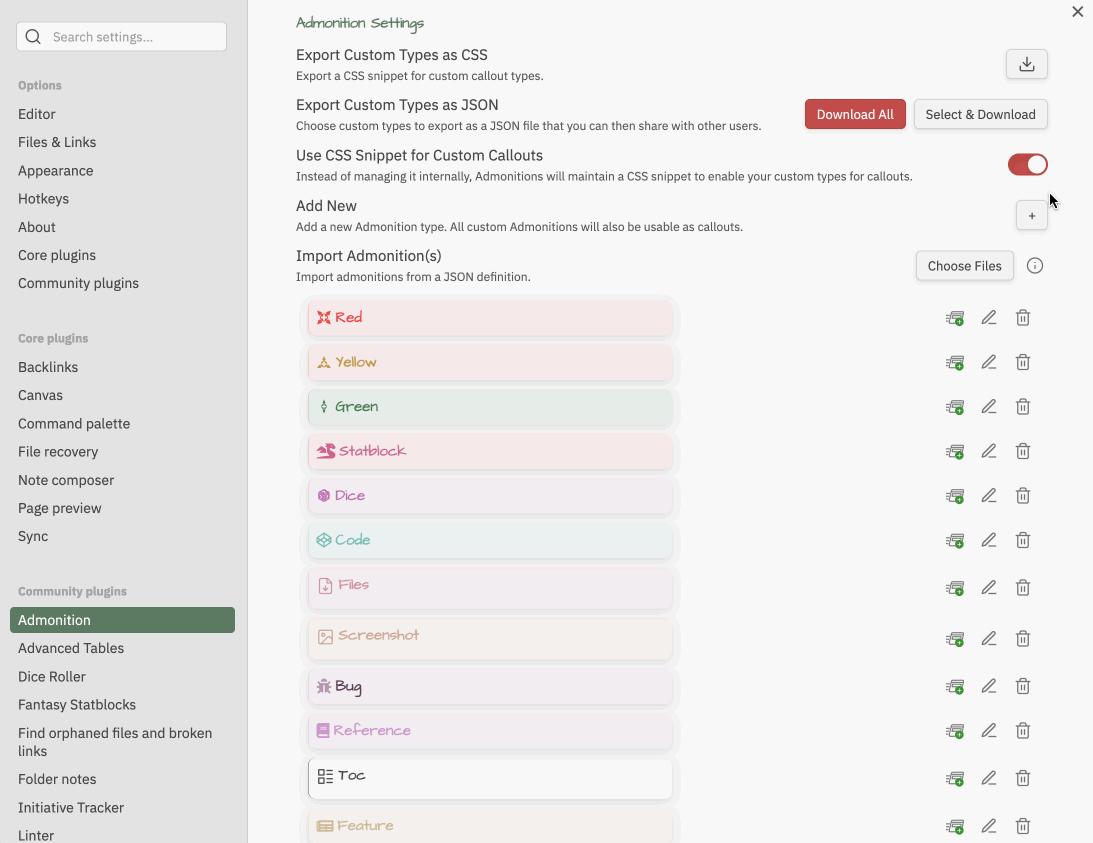 Search settings...
Options
Editor
Files & Links
Appearance
Hotkeys
About
Core plugins
Community plugins
Core plugins
Backlinks
Canvas
Command palette
File recovery
Note composer
Page preview
Sync
Community plugins
Admonition
Advanced Tables
Dice Roller
Fantasy Statblocks
Find orphaned files and broken
links
Folder notes
Initiative Tracker
Linter
Admonition Settings
Export Custom Types as CSS
Export a CSS snippet for custom callout types.
Export Custom Types as JSON
Choose custom types to export as a JSON file that you can then share with other users.
Download All
Select & Download
Use CSS Snippet for Custom Callouts
Instead of managing it internally, Admonitions will maintain a CSS snippet to enable your custom types for callouts.
Add New
Add a new Admonition type. All custom Admonitions will also be usable as callouts.
+
Import Admonition(s)
Import admonitions from a JSON definition.
Choose Files
Red
Yellow
Green
Statblock
Dice
Code
Files
Screenshot
Bug
Reference
Toc
Feature